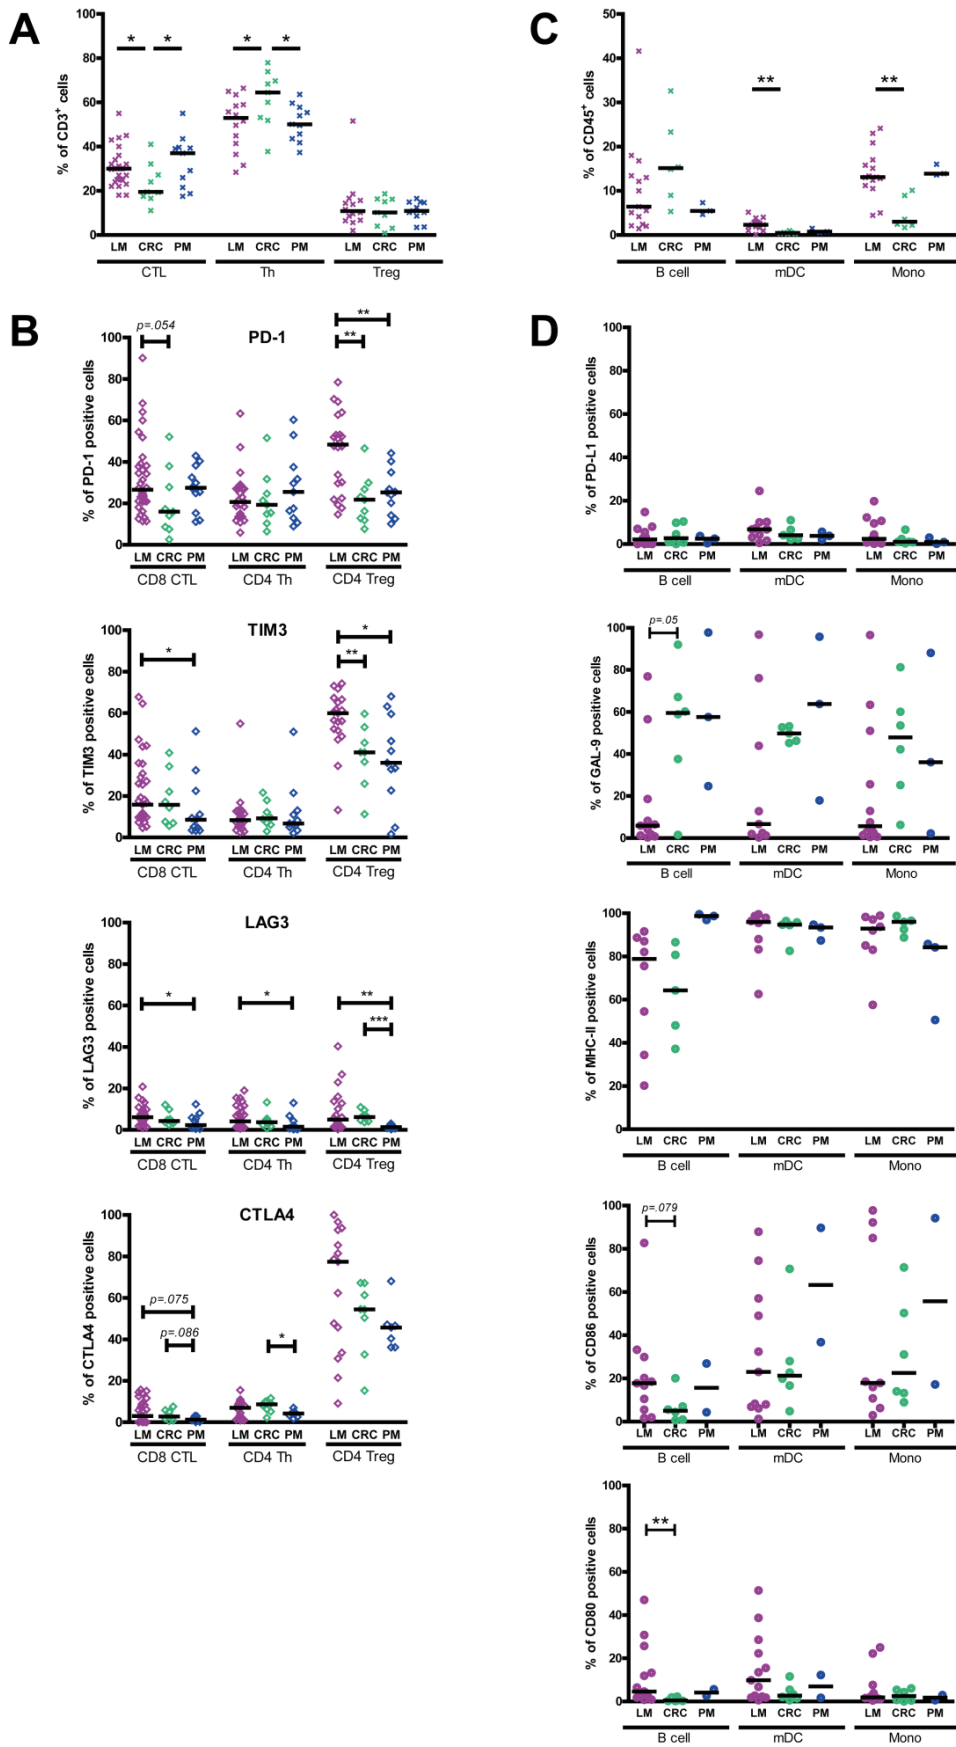 A
% of CD3+ cells
100
80
60
40
20
0
* * * *
LM CRC PM LM CRC PM LM CRC PM
CTL Th Treg
B
PD-1
% of PD-1 positive cells
100
80
60
40
20
0
p=.054
**
**
LM CRC PM LM CRC PM LM CRC PM
CD8 CTL CD4 Th CD4 Treg
TIM3
% of TIM3 positive cells
100
80
60
40
20
0
*
*
**
LM CRC PM LM CRC PM LM CRC PM
CD8 CTL CD4 Th CD4 Treg
LAG3
% of LAG3 positive cells
100
80
60
40
20
0
* * **
***
LM CRC PM LM CRC PM LM CRC PM
CD8 CTL CD4 Th CD4 Treg
CTLA4
% of CTLA4 positive cells
100
80
60
40
20
0
p=.075
p=.086
*
LM CRC PM LM CRC PM LM CRC PM
CD8 CTL CD4 Th CD4 Treg
C
% of CD45+ cells
50
40
30
20
10
0
** **
LM CRC PM LM CRC PM LM CRC PM
B cell mDC Mono
D
% of PD-L1 positive cells
100
80
60
40
20
0
LM CRC PM LM CRC PM LM CRC PM
B cell mDC Mono
% of GAL-9 positive cells
100
80
60
40
20
0
p=.05
LM CRC PM LM CRC PM LM CRC PM
B cell mDC Mono
% of MHC-II positive cells
100
80
60
40
20
0
LM CRC PM LM CRC PM LM CRC PM
B cell mDC Mono
% of CD86 positive cells
100
80
60
40
20
0
p=.079
LM CRC PM LM CRC PM LM CRC PM
B cell mDC Mono
% of CD80 positive cells
100
80
60
40
20
0
**
LM CRC PM LM CRC PM LM CRC PM
B cell mDC Mono